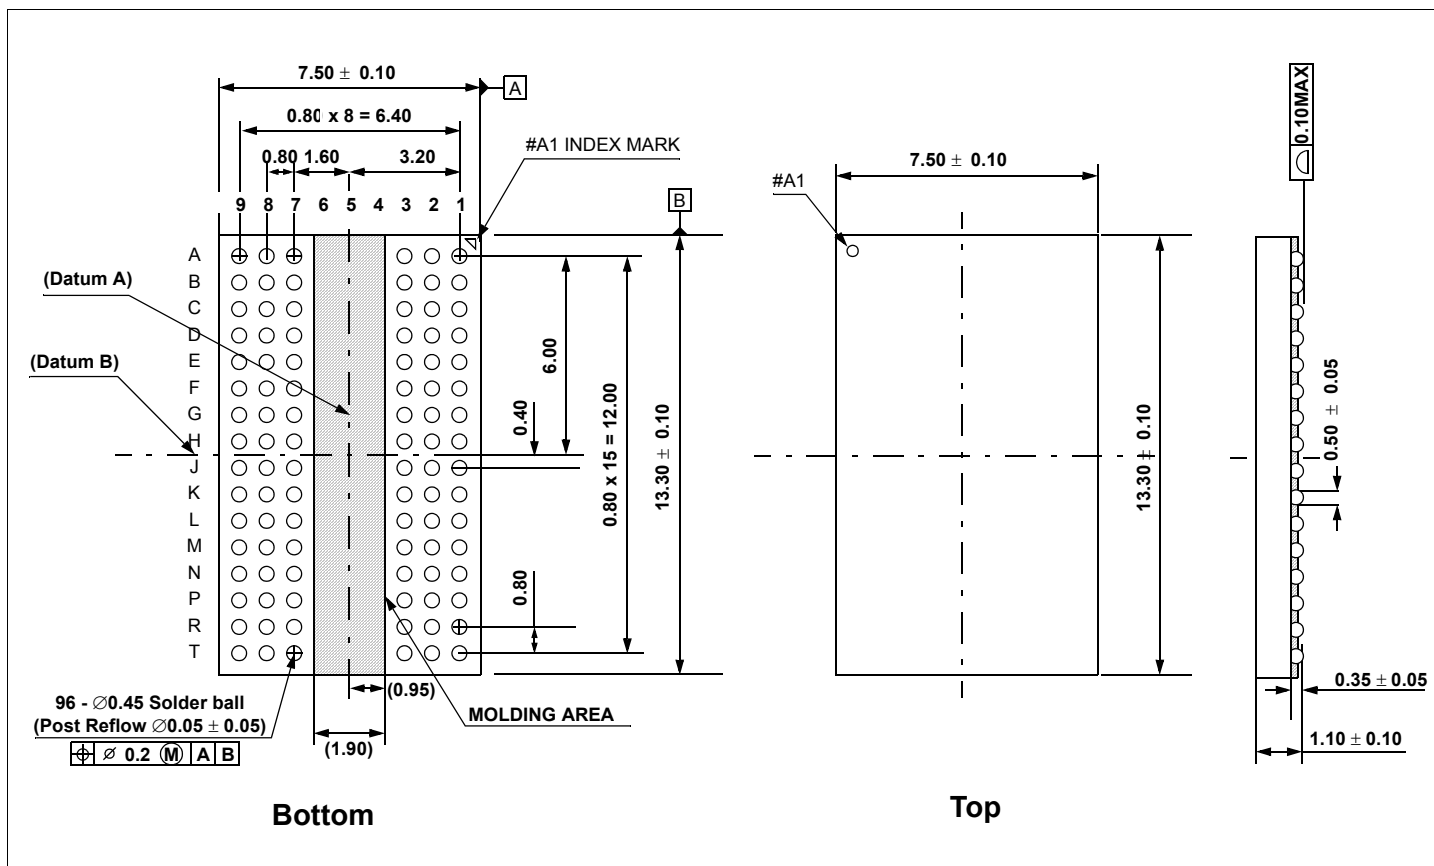 7.50 ± 0.10
A
0.80 x 8 = 6.40
#A1 INDEX MARK
0.80 1.60
3.20
B
9 8 7 6 5 4 3 2 1
A
B
C
D
E
F
G
H
J
K
L
M
N
P
R
T
(Datum A)
(Datum B)
6.00
0.40
0.80 x 15 = 12.00
13.30 ± 0.10
0.80
(0.95)
MOLDING AREA
(1.90)
96 - ∅0.45 Solder ball
(Post Reflow ∅0.05 ± 0.05)
⌖ ∅ 0.2 Ⓜ A B
Bottom
7.50 ± 0.10
#A1
13.30 ± 0.10
Top
0.10MAX
0.50 ± 0.05
0.35 ± 0.05
1.10 ± 0.10